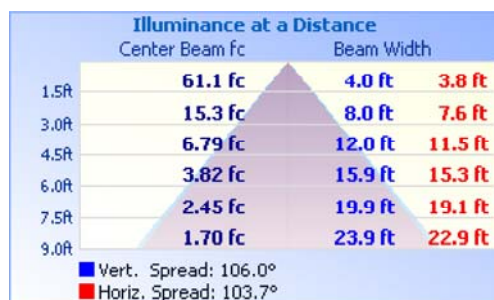 Illuminance at a Distance
Center Beam fc Beam Width
1.5ft 61.1 fc 4.0 ft 3.8 ft
3.0ft 15.3 fc 8.0 ft 7.6 ft
4.5ft 6.79 fc 12.0 ft 11.5 ft
6.0ft 3.82 fc 15.9 ft 15.3 ft
7.5ft 2.45 fc 19.9 ft 19.1 ft
9.0ft 1.70 fc 23.9 ft 22.9 ft
Vert. Spread: 106.0°
Horiz. Spread: 103.7°